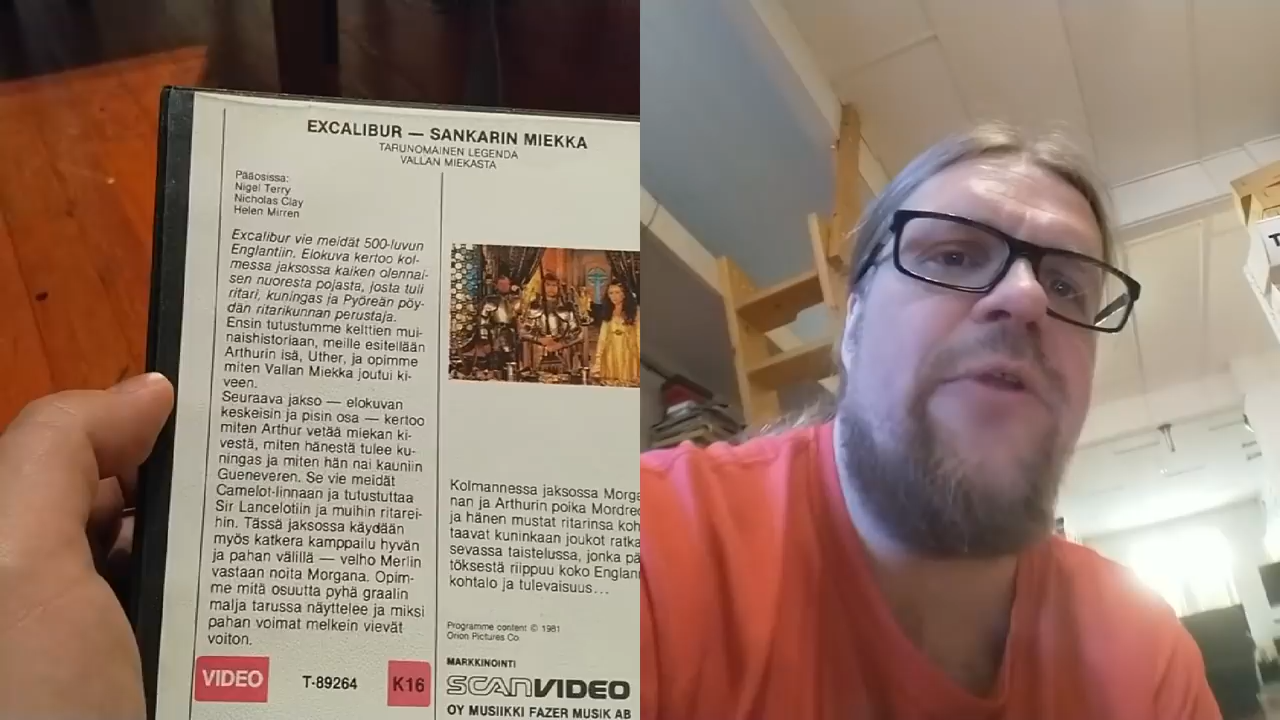 EXCALIBUR — SANKARIN MIEKKA
TARUNOMAINEN LEGENDA
VALLAN MIEKASTA
Pääosissa:
Nigel Terry
Nicholas Clay
Helen Mirren
Excalibur vie meidät 500-luvun
Englantiin. Elokuva kertoo kol-
messa jaksossa kaiken olennai-
sen nuoresta pojasta, josta tuli
ritari, kuningas ja Pyöreän pöy-
dän ritarikunnan perustaja.
Ensin tutustumme kelttien mui-
naishistoriaan, meille esitellään
Arthurin isä, Uther, ja opimme
miten Vallan Miekka joutui ki-
veen.
Seuraava jakso — elokuvan
keskeisin ja pisin osa — kertoo
miten Arthur vetää miekan ki-
vestä, miten hänestä tulee ku-
ningas ja miten hän nai kauniin
Gueneveren. Se vie meidät
Camelot-linnaan ja tutustuttaa
Sir Lancelotiin ja muihin ritarei-
hin. Tässä jaksossa käydään
myös katkera kamppailu hyvän
ja pahan välillä — velho Merlin
vastaan noita Morgana. Opim-
me mitä osuutta pyhä graalin
malja tarussa näyttelee ja miksi
pahan voimat melkein vievät
voiton.
Kolmannessa jaksossa Morga
nan ja Arthurin poika Mordred
ja hänen mustat ritarinsa koh
taavat kuninkaan joukot ratka
sevassa taistelussa, jonka pä
töksestä riippuu koko Englan
kohtalo ja tulevaisuus...
Programme content © 1981
Orion Pictures Co.
MARKKINOINTI
SCANVIDEO
OY MUSIIKKI FAZER MUSIK AB
VIDEO T-89264 K16